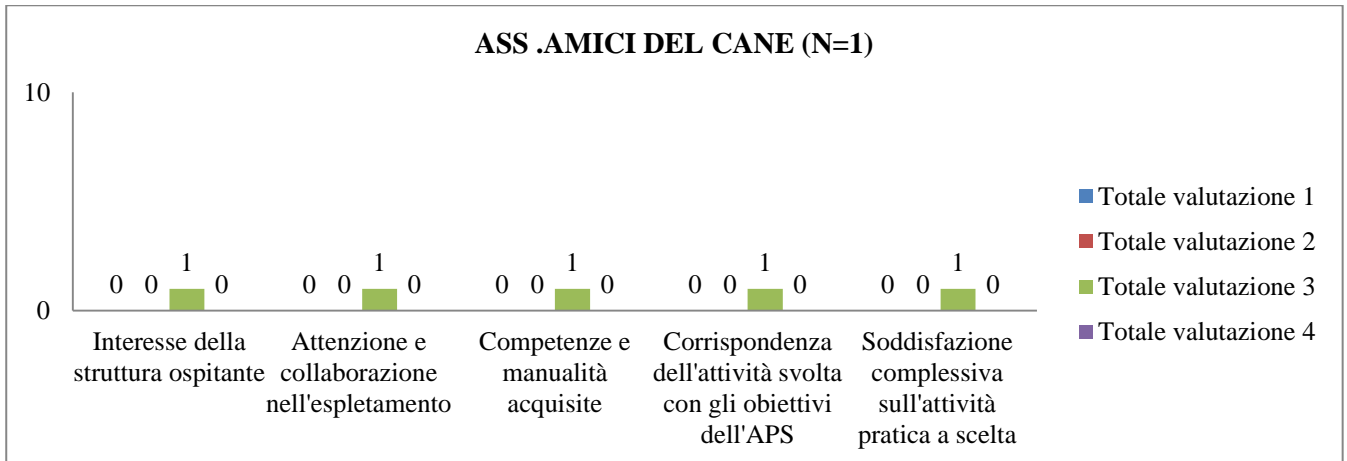 ASS .AMICI DEL CANE (N=1)
10
0
0 0 1 0
0 0 1 0
0 0 1 0
0 0 1 0
0 0 1 0
Interesse della
struttura ospitante
Attenzione e
collaborazione
nell'espletamento
Competenze e
manualità
acquisite
Corrispondenza
dell'attività svolta
con gli obiettivi
dell'APS
Soddisfazione
complessiva
sull'attività
pratica a scelta
Totale valutazione 1
Totale valutazione 2
Totale valutazione 3
Totale valutazione 4